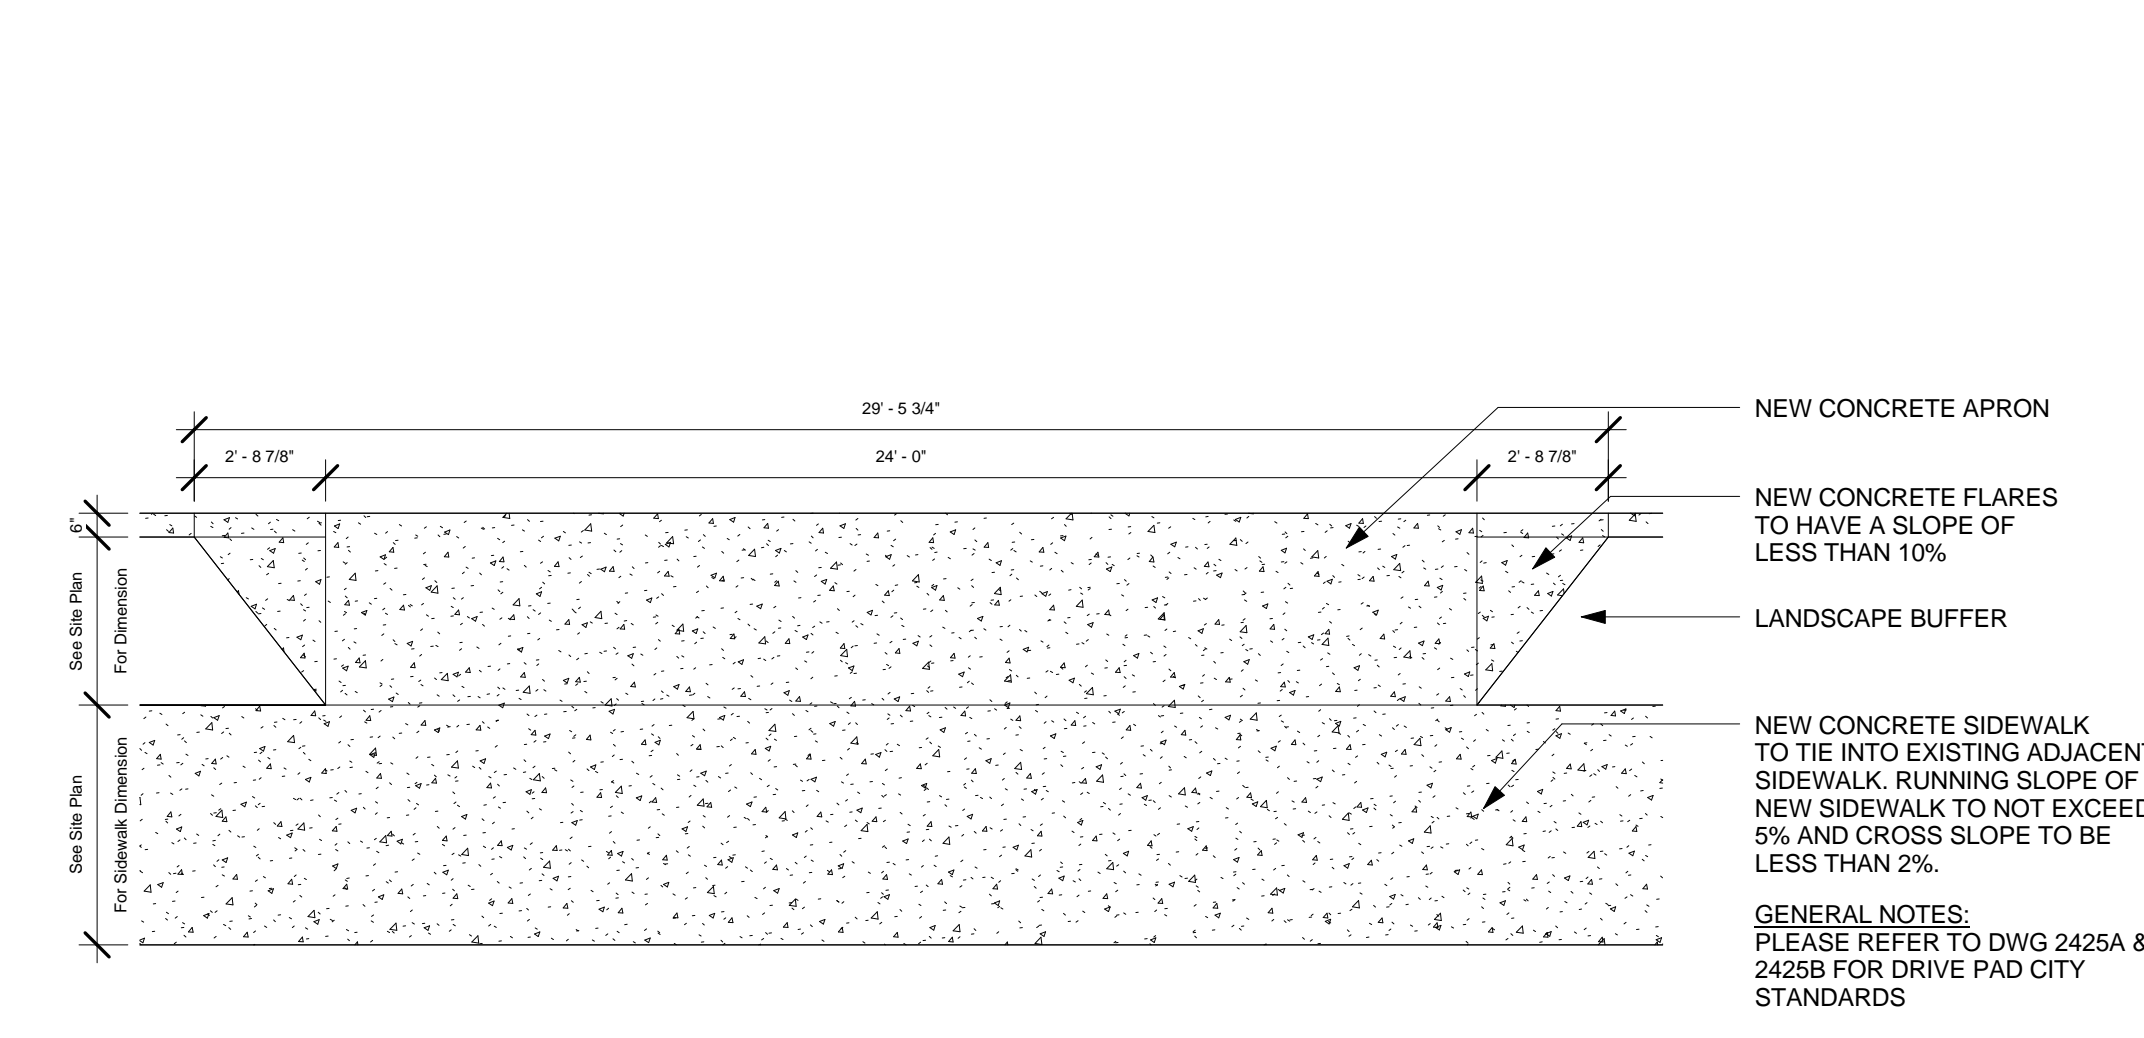 29' - 5 3/4"
2' - 8 7/8"
24' - 0"
2' - 8 7/8"
6"
See Site Plan
For Dimension
See Site Plan
For Sidewalk Dimension
NEW CONCRETE APRON
NEW CONCRETE FLARES
TO HAVE A SLOPE OF
LESS THAN 10%
LANDSCAPE BUFFER
NEW CONCRETE SIDEWALK
TO TIE INTO EXISTING ADJACENT
SIDEWALK. RUNNING SLOPE OF
NEW SIDEWALK TO NOT EXCEED
5% AND CROSS SLOPE TO BE
LESS THAN 2%.
GENERAL NOTES:
PLEASE REFER TO DWG 2425A &
2425B FOR DRIVE PAD CITY
STANDARDS